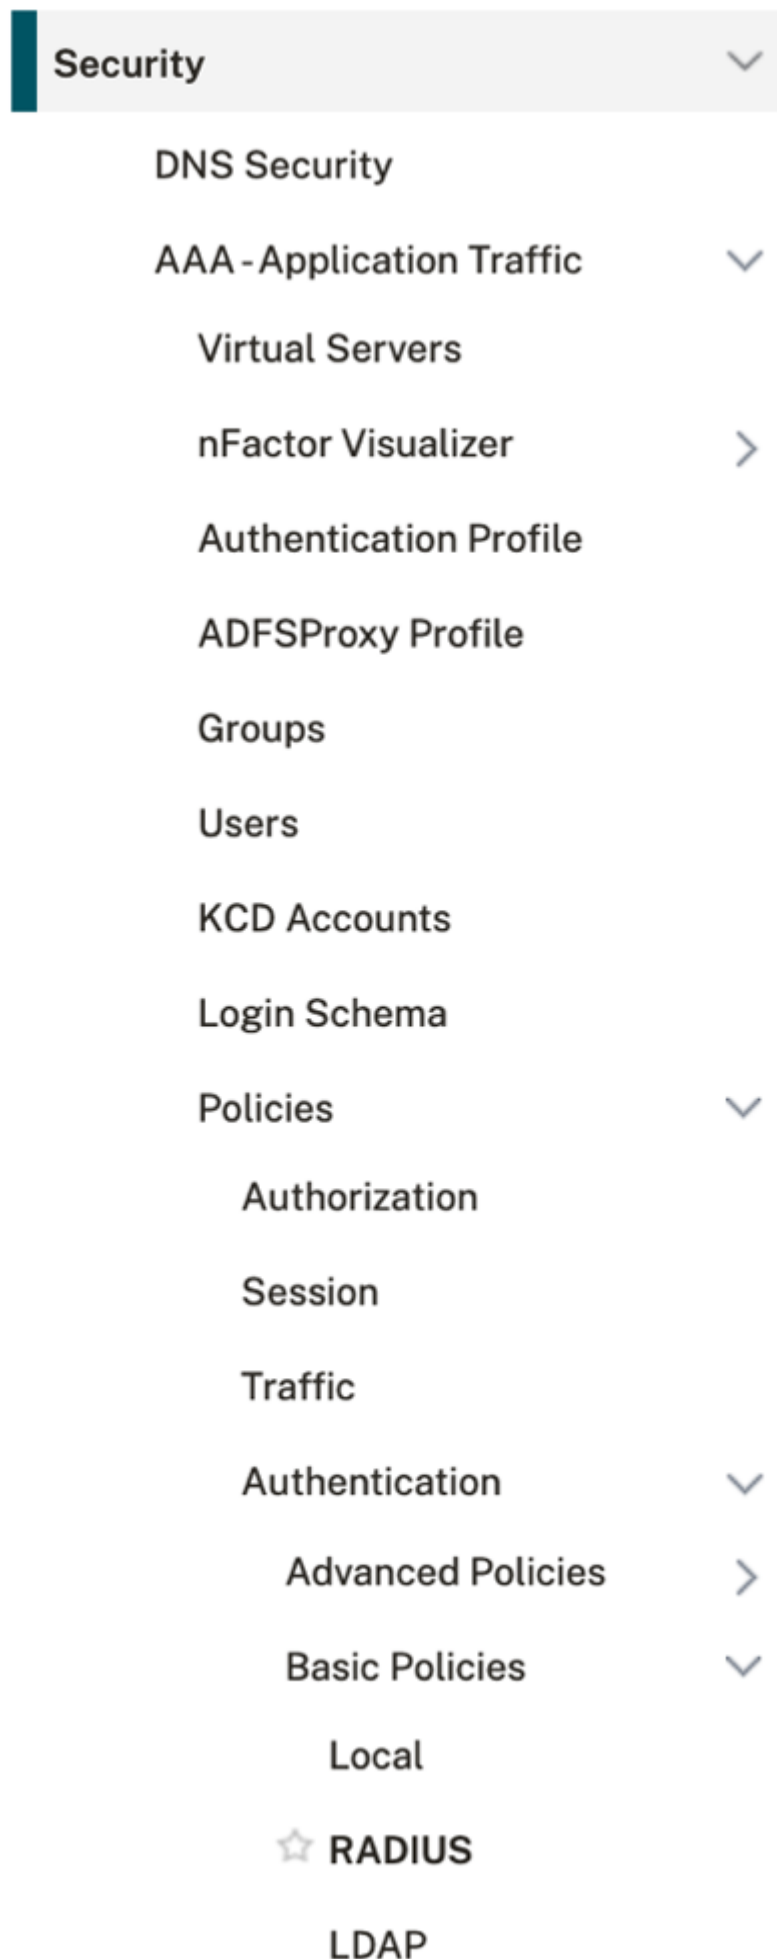 Security
DNS Security
AAA - Application Traffic
Virtual Servers
nFactor Visualizer
Authentication Profile
ADFSProxy Profile
Groups
Users
KCD Accounts
Login Schema
Policies
Authorization
Session
Traffic
Authentication
Advanced Policies
Basic Policies
Local
RADIUS
LDAP